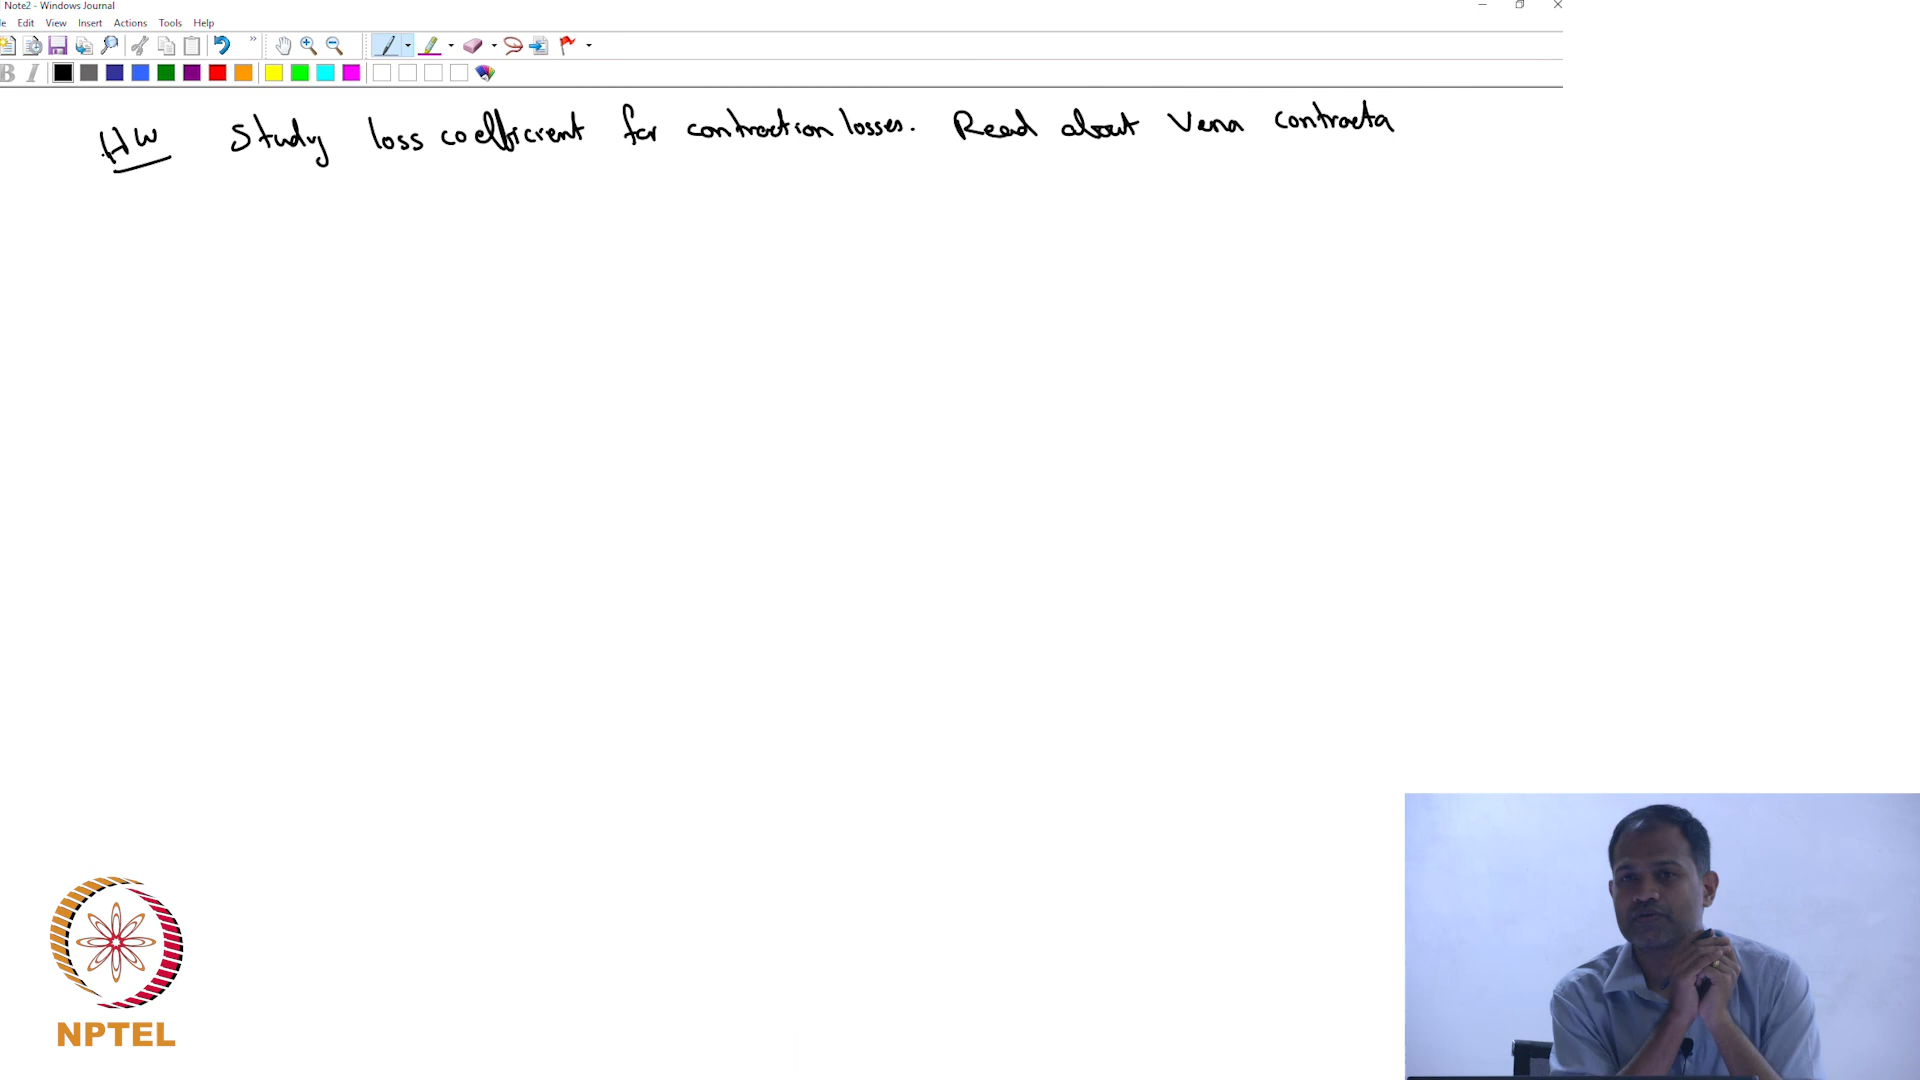 Note2 - Windows Journal
Edit View Insert Actions Tools Help
B I
HW Study loss coefficient for contraction losses. Read about Vena contracta
NPTEL